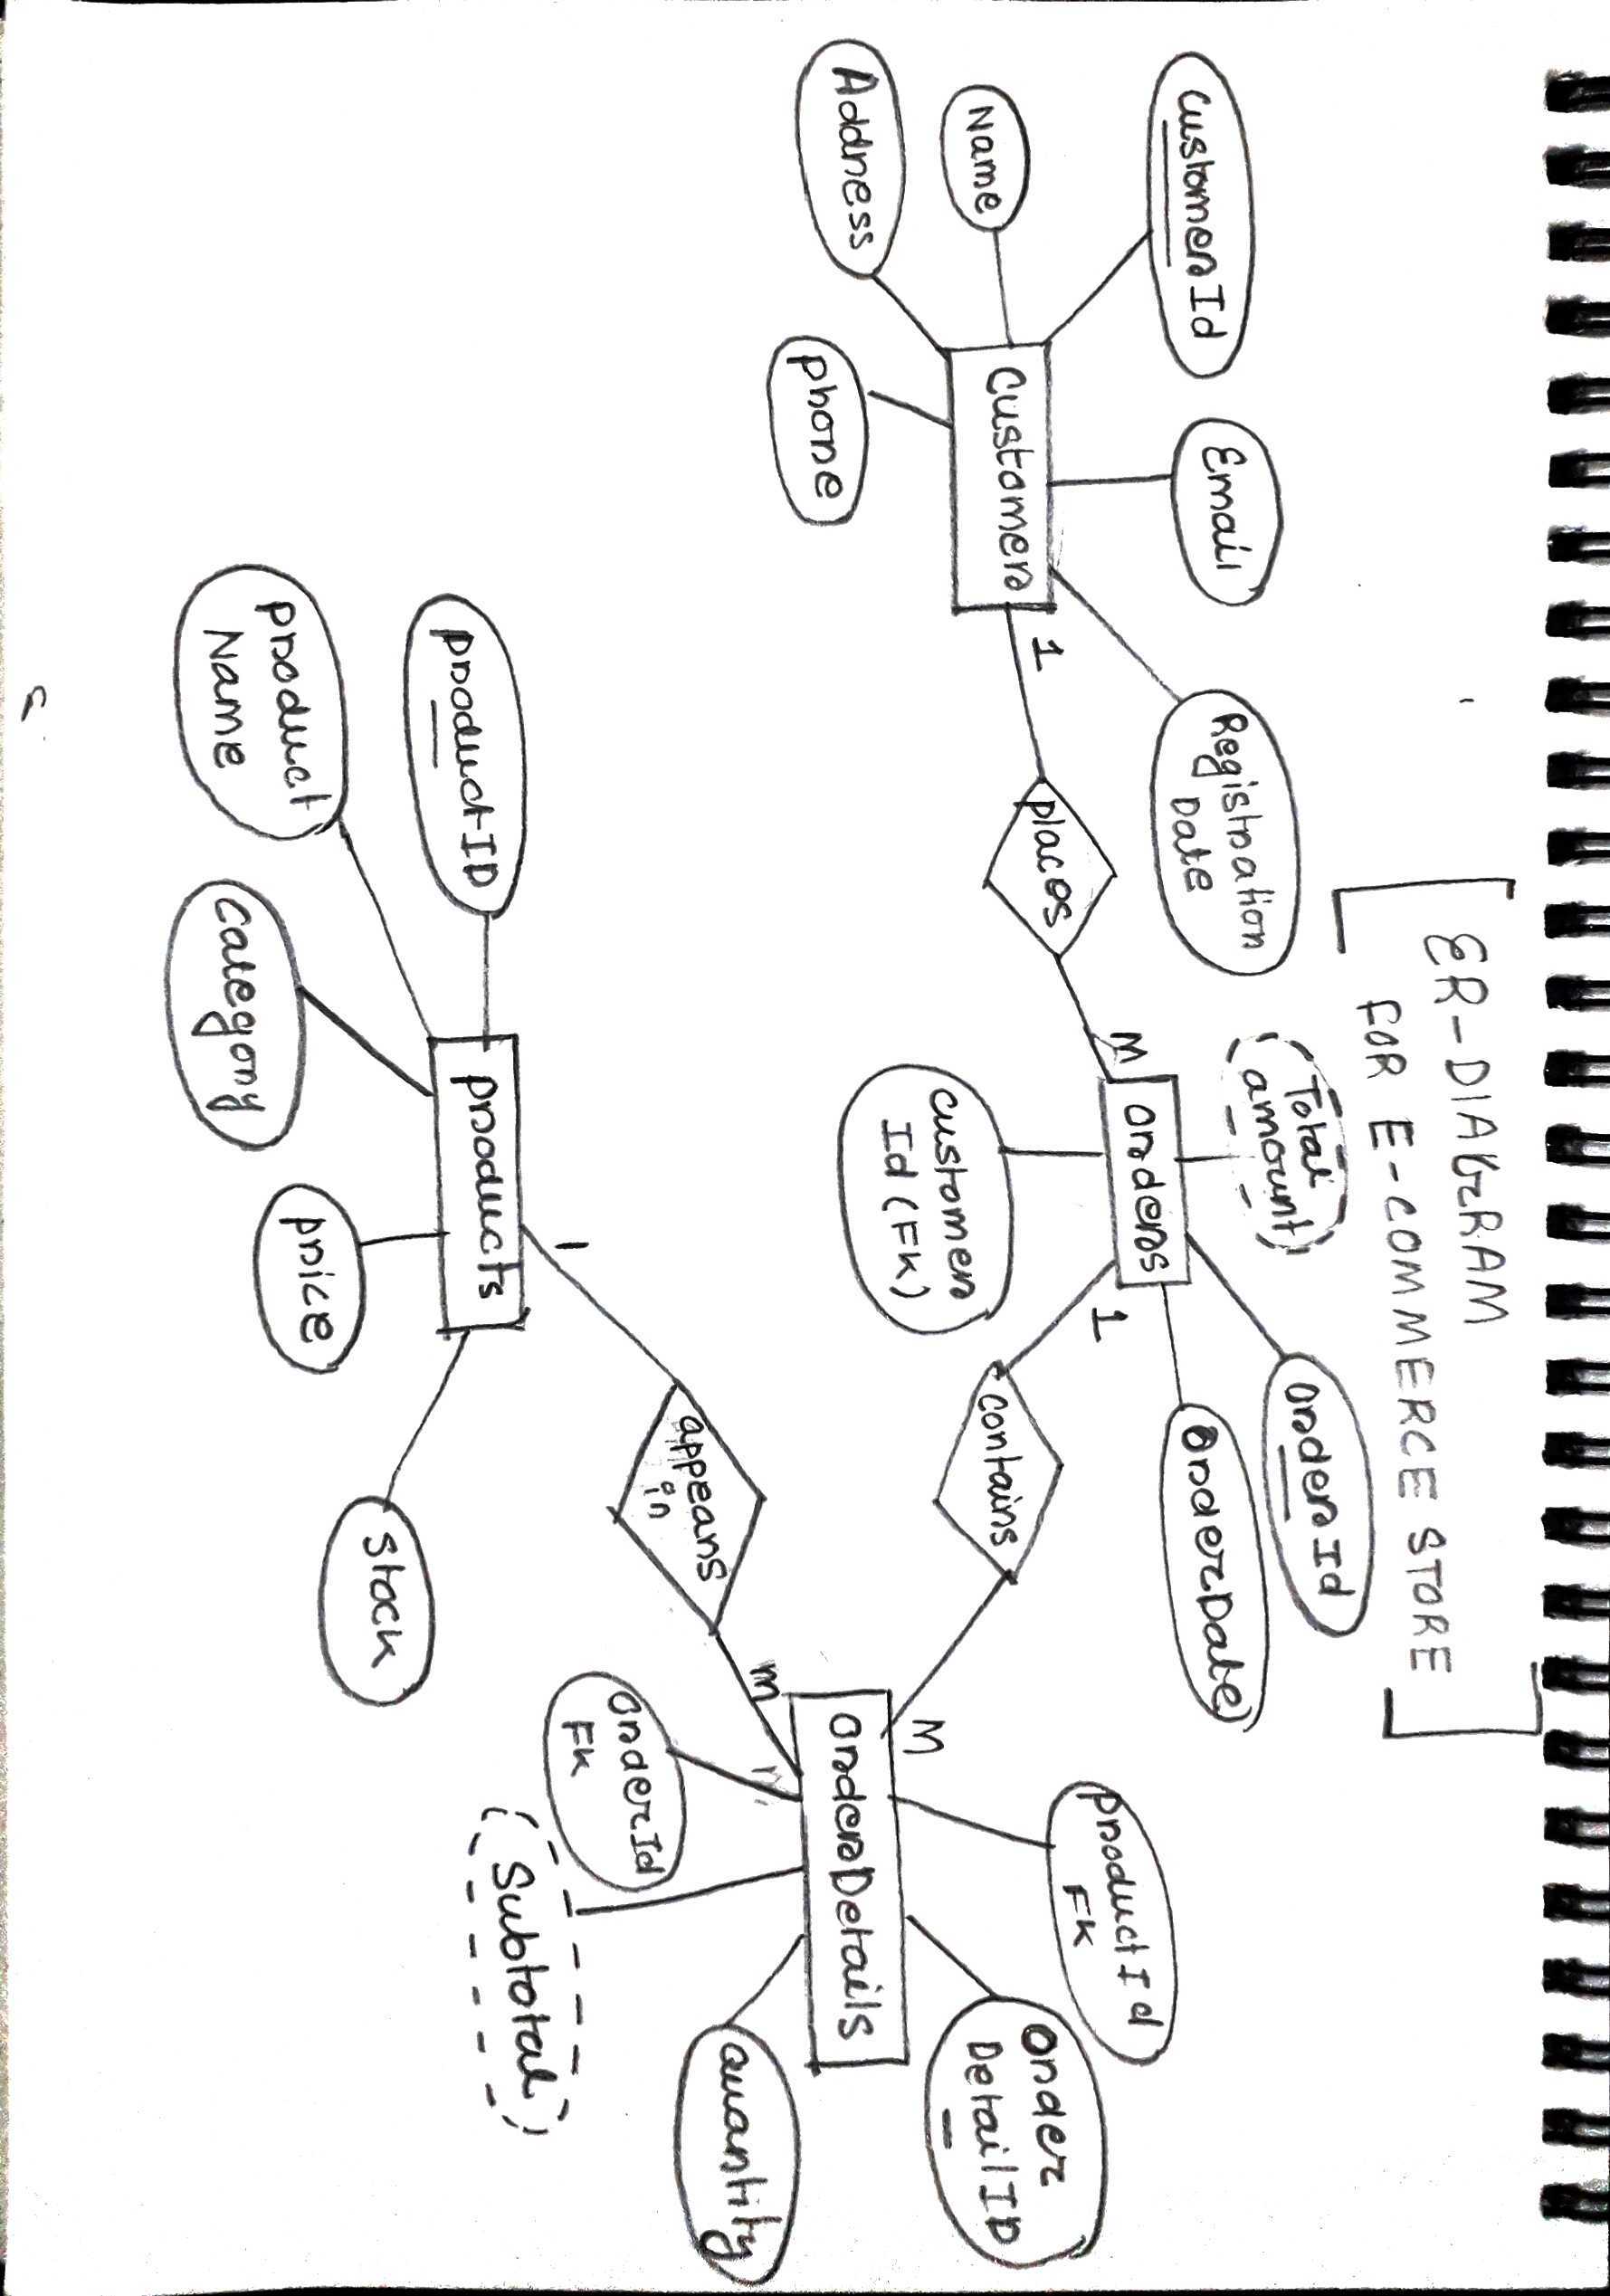 ER-DIAGRAM
FOR E-COMMERCE STORE
Total
amount
OrderId
OrderDate
CustomerId
Email
Registration
Date
Orders
M
1
places
1
Customer
Name
Address
phone
customer
Id (FK)
contains
M
productId
FK
Order
DetailID
OrderDetails
m
appears
in
Quantity
OrderId
FK
Subtotal
1
productID
products
stock
product
Name
category
price